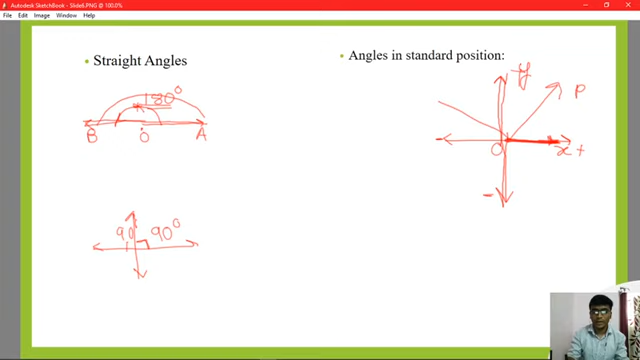 Autodesk SketchBook - Slide6.PNG @ 100.0%
File Edit Image Window Help
• Straight Angles
180°
B O A
90 90°
• Angles in standard position:
P
O x +